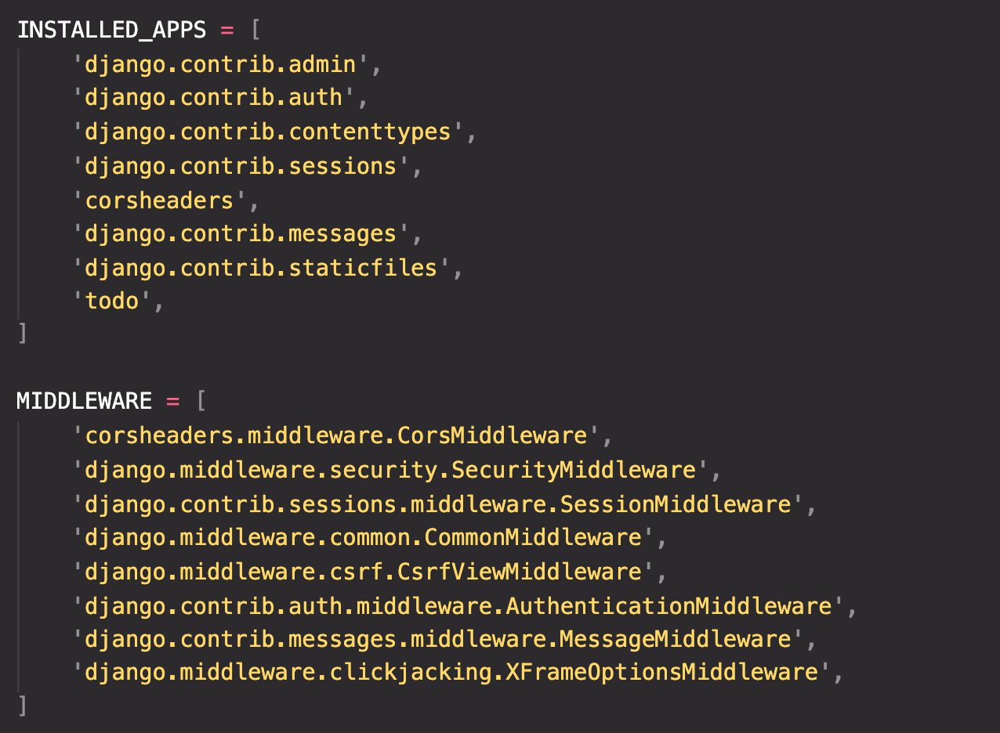 INSTALLED_APPS = [
    'django.contrib.admin',
    'django.contrib.auth',
    'django.contrib.contenttypes',
    'django.contrib.sessions',
    'corsheaders',
    'django.contrib.messages',
    'django.contrib.staticfiles',
    'todo',
]

MIDDLEWARE = [
    'corsheaders.middleware.CorsMiddleware',
    'django.middleware.security.SecurityMiddleware',
    'django.contrib.sessions.middleware.SessionMiddleware',
    'django.middleware.common.CommonMiddleware',
    'django.middleware.csrf.CsrfViewMiddleware',
    'django.contrib.auth.middleware.AuthenticationMiddleware',
    'django.contrib.messages.middleware.MessageMiddleware',
    'django.middleware.clickjacking.XFrameOptionsMiddleware',
]